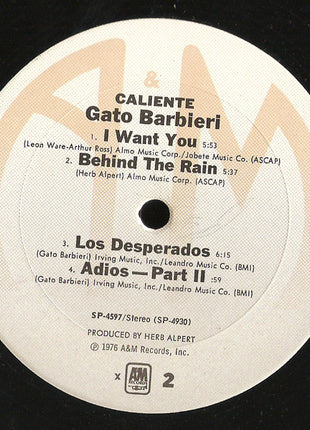 A&M
CALIENTE
Gato Barbieri
1. I Want You 5:53
(Leon Ware-Arthur Ross) Almo Music Corp./Jobete Music Co. (ASCAP)
2. Behind The Rain 5:37
(Herb Alpert) Almo Music Corp. (ASCAP)
3. Los Desperados 6:15
(Gato Barbieri) Irving Music, Inc./Leandro Music Co. (BMI)
4. Adios—Part II :59
(Gato Barbieri) Irving Music, Inc./Leandro Music Co. (BMI)
SP-4597/Stereo (SP-4930)
PRODUCED BY HERB ALPERT
Ⓟ 1976 A&M Records, Inc.
x A&M RECORDS 2